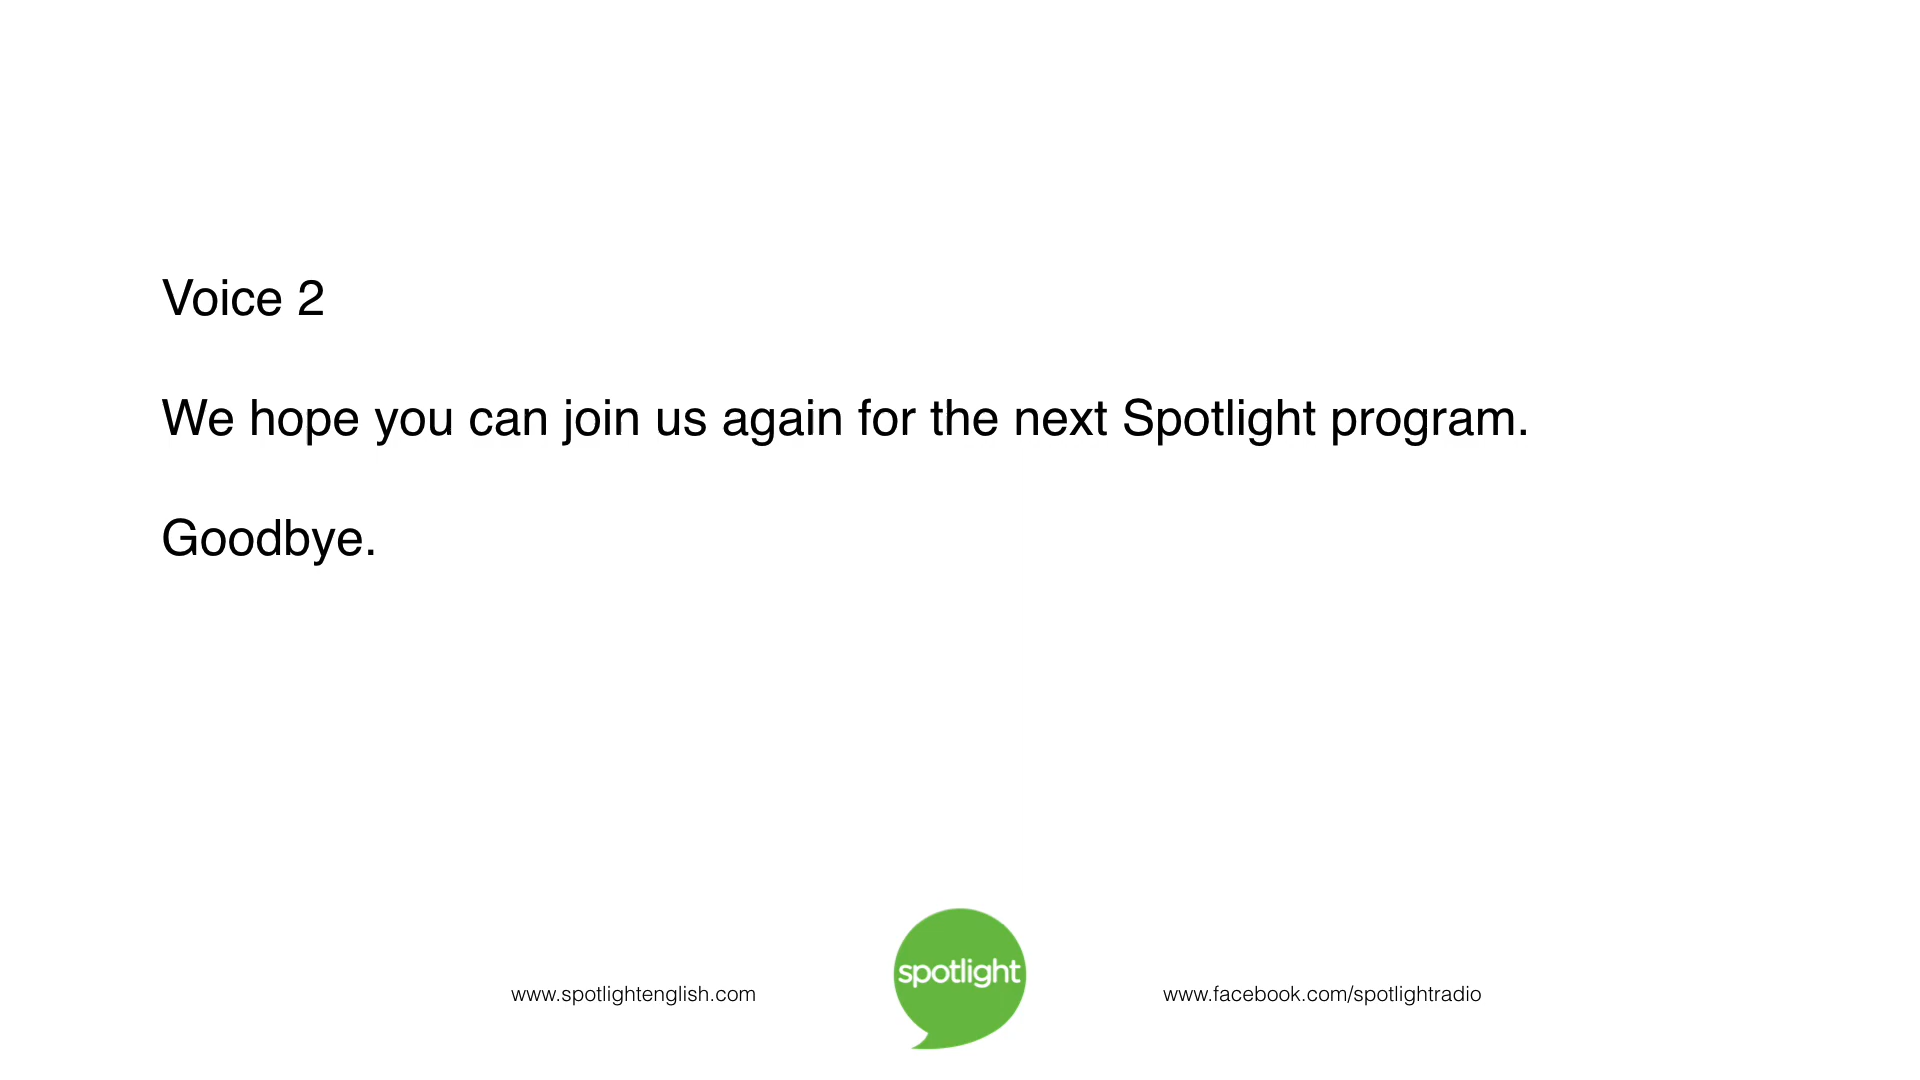 Voice 2
We hope you can join us again for the next Spotlight program.
Goodbye.
www.spotlightenglish.com
spotlight
www.facebook.com/spotlightradio